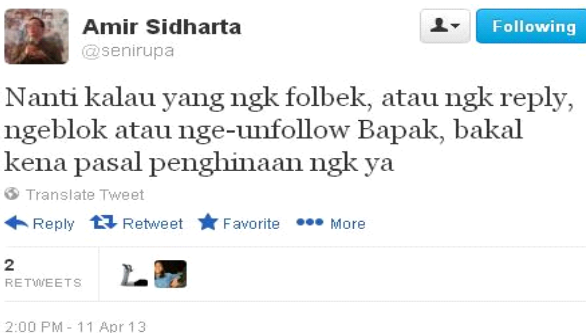 Amir Sidharta
@senirupa
Following
Nanti kalau yang ngk folbek, atau ngk reply,
ngeblok atau nge-unfollow Bapak, bakal
kena pasal penghinaan ngk ya
Translate Tweet
Reply Retweet Favorite More
2
RETWEETS
2:00 PM - 11 Apr 13